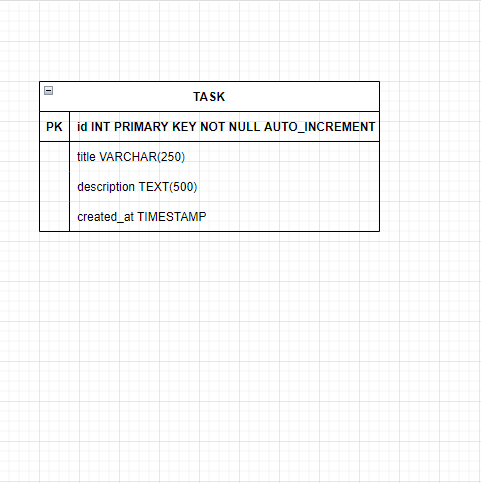 TASK
PK id INT PRIMARY KEY NOT NULL AUTO_INCREMENT
title VARCHAR(250)
description TEXT(500)
created_at TIMESTAMP